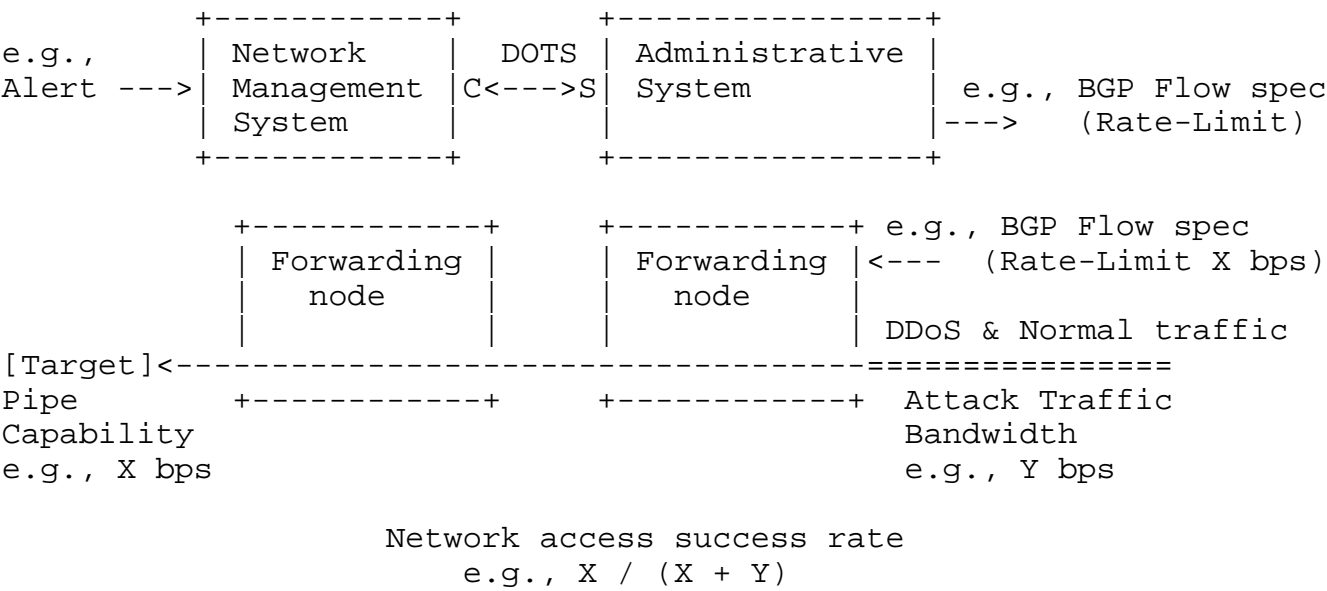 +------------+ +----------------+
e.g., | Network | DOTS | Administrative |
Alert --->| Management |C<--->S| System | e.g., BGP Flow spec
| System | | |---> (Rate-Limit)
+------------+ +----------------+
+------------+ +------------+ e.g., BGP Flow spec
| Forwarding | | Forwarding |<--- (Rate-Limit X bps)
| node | | node |
| | | | DDoS & Normal traffic
[Target]<------------------------------------================
Pipe +------------+ +------------+ Attack Traffic
Capability Bandwidth
e.g., X bps e.g., Y bps
Network access success rate
e.g., X / (X + Y)